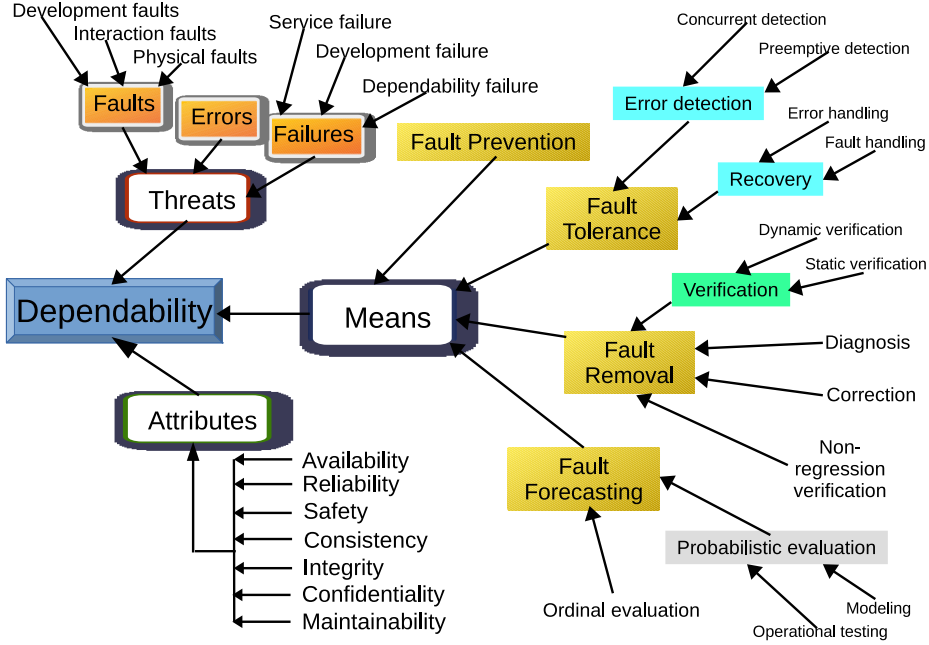 Development faults
Interaction faults
Physical faults
Service failure
Development failure
Dependability failure
Concurrent detection
Preemptive detection
Faults
Errors
Failures
Fault Prevention
Error detection
Error handling
Fault handling
Recovery
Threats
Fault
Tolerance
Dynamic verification
Static verification
Verification
Dependability
Means
Fault
Removal
Diagnosis
Correction
Non-
regression
verification
Attributes
Availability
Reliability
Safety
Consistency
Integrity
Confidentiality
Maintainability
Fault
Forecasting
Probabilistic evaluation
Ordinal evaluation
Modeling
Operational testing